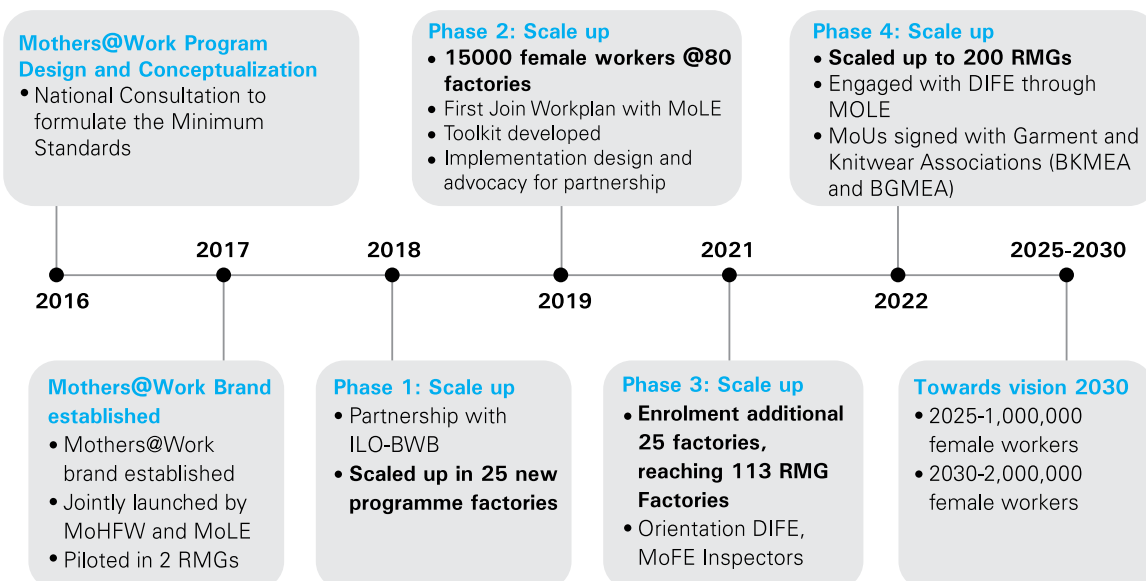 Mothers@Work Program
Design and Conceptualization
• National Consultation to
formulate the Minimum
Standards
Phase 2: Scale up
• 15000 female workers @80
factories
• First Join Workplan with MoLE
• Toolkit developed
• Implementation design and
advocacy for partnership
Phase 4: Scale up
• Scaled up to 200 RMGs
• Engaged with DIFE through
MOLE
• MoUs signed with Garment and
Knitwear Associations (BKMEA
and BGMEA)
2017
2018
2021
2025-2030
2016
2019
2022
Mothers@Work Brand
established
• Mothers@Work
brand established
• Jointly launched by
MoHFW and MoLE
• Piloted in 2 RMGs
Phase 1: Scale up
• Partnership with
ILO-BWB
• Scaled up in 25 new
programme factories
Phase 3: Scale up
• Enrolment additional
25 factories,
reaching 113 RMG
Factories
• Orientation DIFE,
MoFE Inspectors
Towards vision 2030
• 2025-1,000,000
female workers
• 2030-2,000,000
female workers